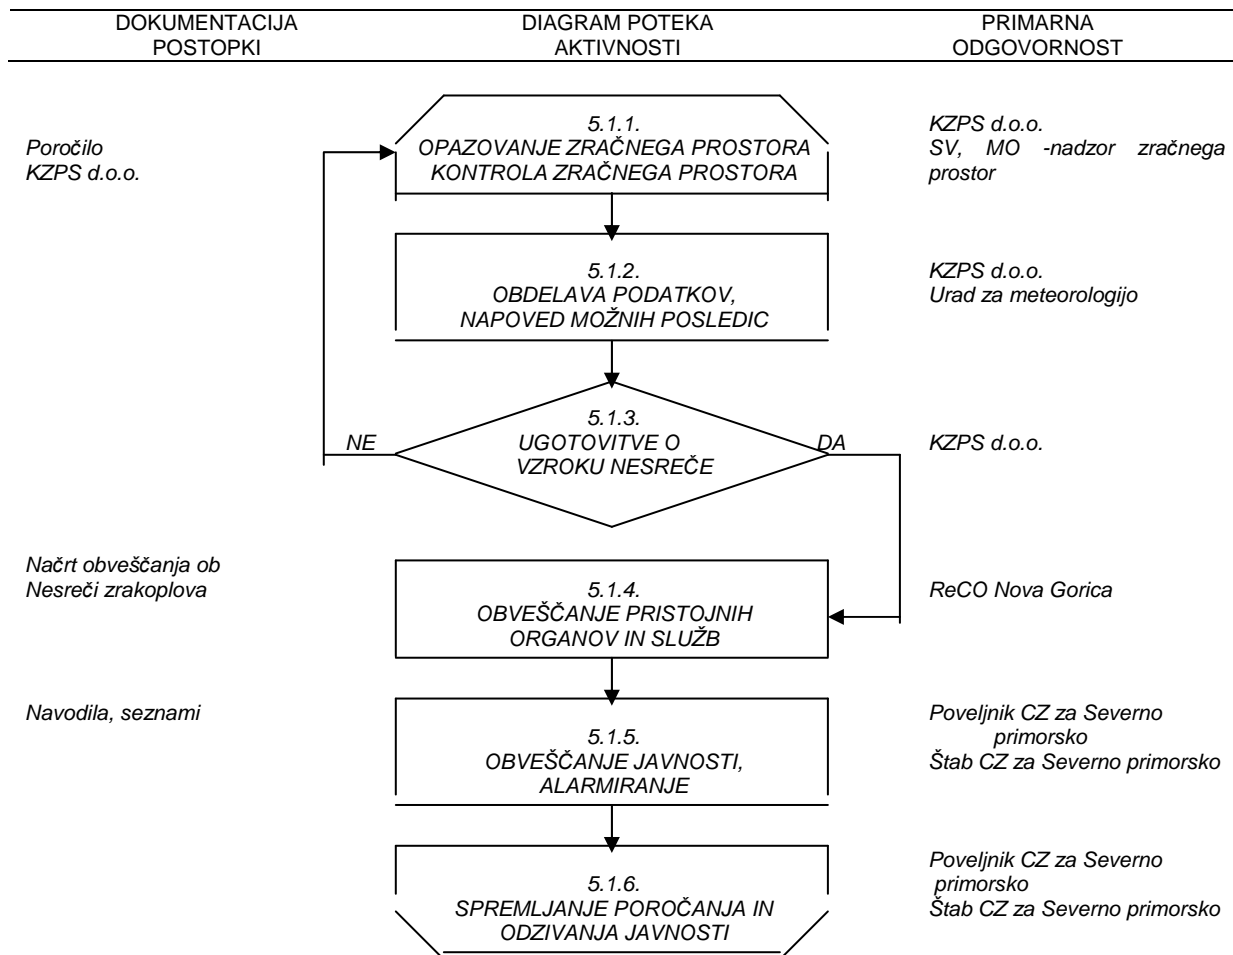 DOKUMENTACIJA
POSTOPKI
DIAGRAM POTEKA
AKTIVNOSTI
PRIMARNA
ODGOVORNOST
Poročilo
KZPS d.o.o.
5.1.1.
OPAZOVANJE ZRAČNEGA PROSTORA
KONTROLA ZRAČNEGA PROSTORA
KZPS d.o.o.
SV, MO -nadzor zračnega
prostor
5.1.2.
OBDELAVA PODATKOV,
NAPOVED MOŽNIH POSLEDIC
KZPS d.o.o.
Urad za meteorologijo
NE
5.1.3.
UGOTOVITVE O
VZROKU NESREČE
DA
KZPS d.o.o.
Načrt obveščanja ob
Nesreči zrakoplova
5.1.4.
OBVEŠČANJE PRISTOJNIH
ORGANOV IN SLUŽB
ReCO Nova Gorica
Navodila, seznami
5.1.5.
OBVEŠČANJE JAVNOSTI,
ALARMIRANJE
Poveljnik CZ za Severno
primorsko
Štab CZ za Severno primorsko
5.1.6.
SPREMLJANJE POROČANJA IN
ODZIVANJA JAVNOSTI
Poveljnik CZ za Severno
primorsko
Štab CZ za Severno primorsko